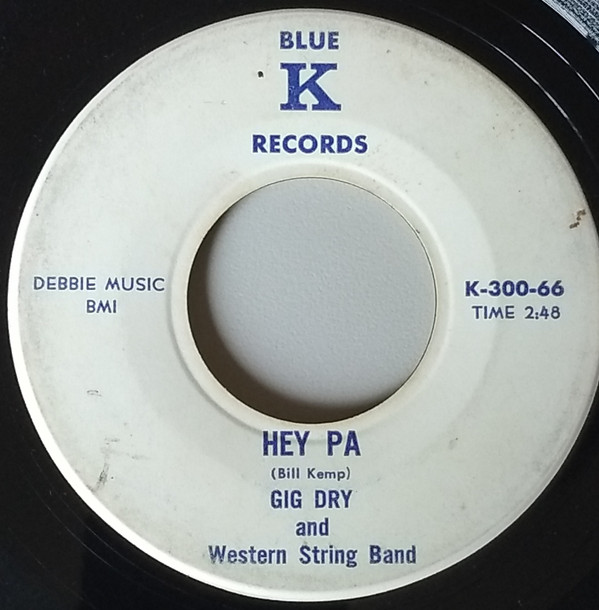 BLUE
K
RECORDS
DEBBIE MUSIC
BMI
K-300-66
TIME 2:48
HEY PA
(Bill Kemp)
GIG DRY
and
Western String Band